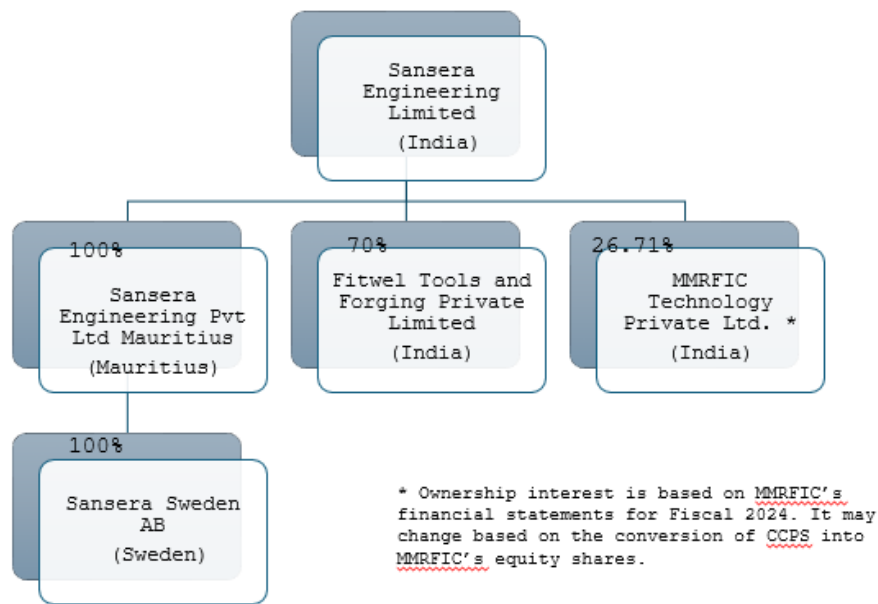 Sansera
Engineering
Limited
(India)
100%
Sansera
Engineering Pvt
Ltd Mauritius
(Mauritius)
70%
Fitwel Tools and
Forging Private
Limited
(India)
26.71%
MMRFIC
Technology
Private Ltd. *
(India)
100%
Sansera Sweden
AB
(Sweden)
* Ownership interest is based on MMRFIC’s
financial statements for Fiscal 2024. It may
change based on the conversion of CCPS into
MMRFIC’s equity shares.